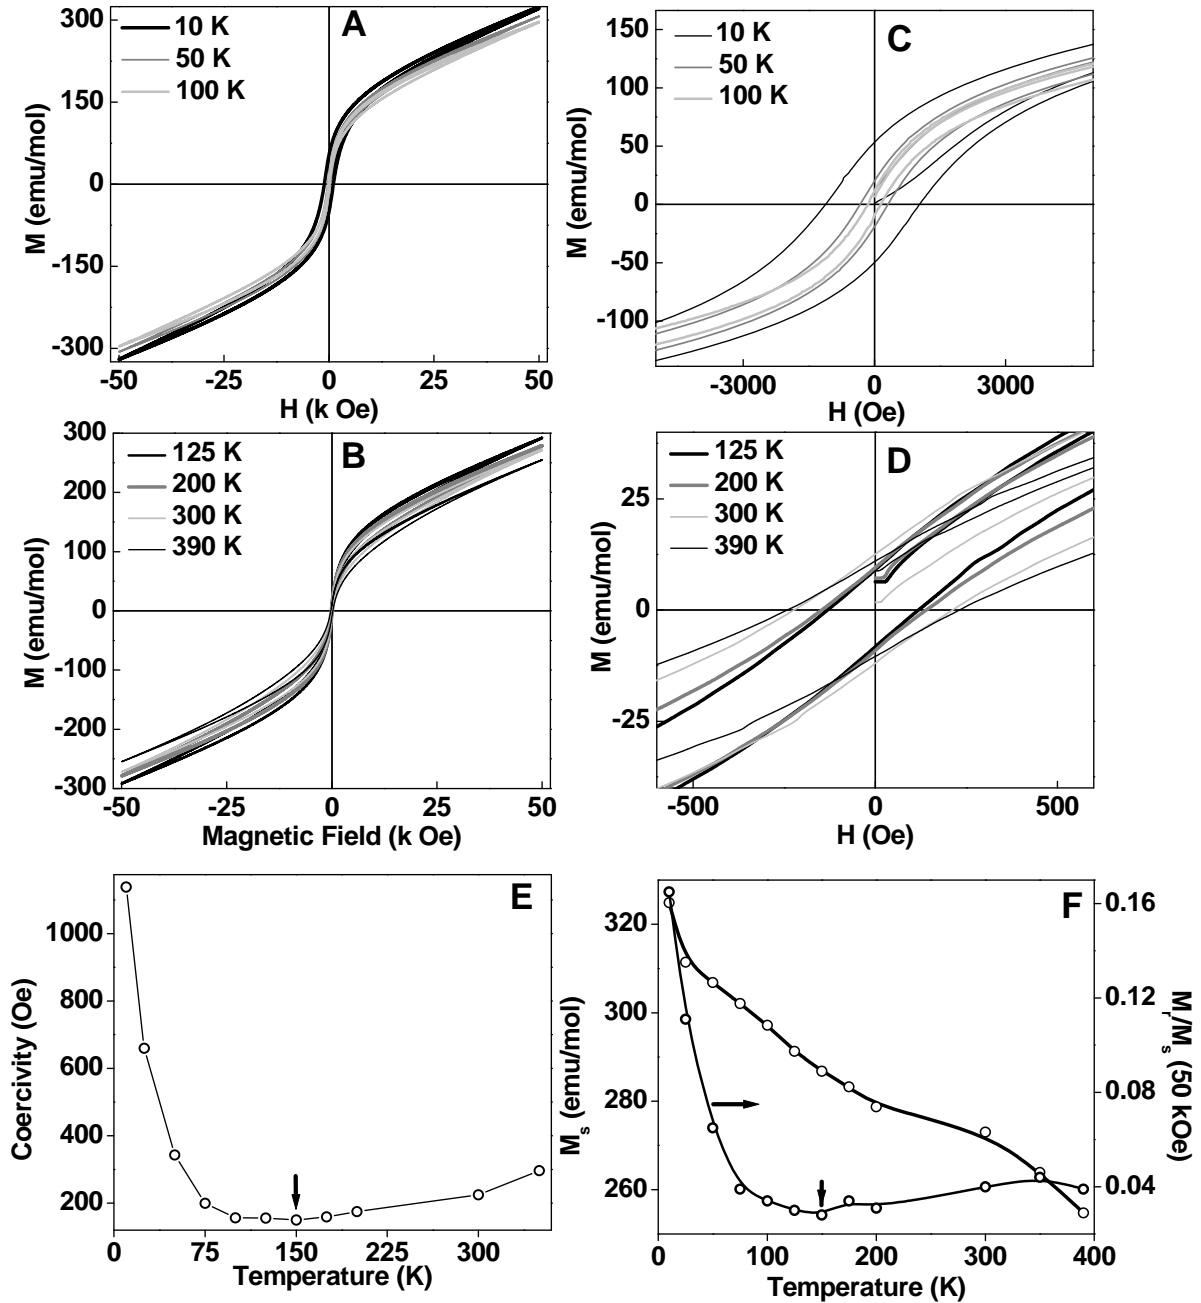 A
10 K
50 K
100 K
300
150
0
-150
-300
M (emu/mol)
-50
-25
0
25
50
H (k Oe)
C
10 K
50 K
100 K
150
100
50
0
-50
-100
M (emu/mol)
-3000
0
3000
H (Oe)
B
125 K
200 K
300 K
390 K
300
200
100
0
-100
-200
-300
M (emu/mol)
-50
-25
0
25
50
Magnetic Field (k Oe)
D
125 K
200 K
300 K
390 K
25
0
-25
M (emu/mol)
-500
0
500
H (Oe)
E
1000
800
600
400
200
Coercivity (Oe)
0
75
150
225
300
Temperature (K)
F
320
300
280
260
M_s (emu/mol)
0.16
0.12
0.08
0.04
M_r/M_s (50 kOe)
0
100
200
300
400
Temperature (K)